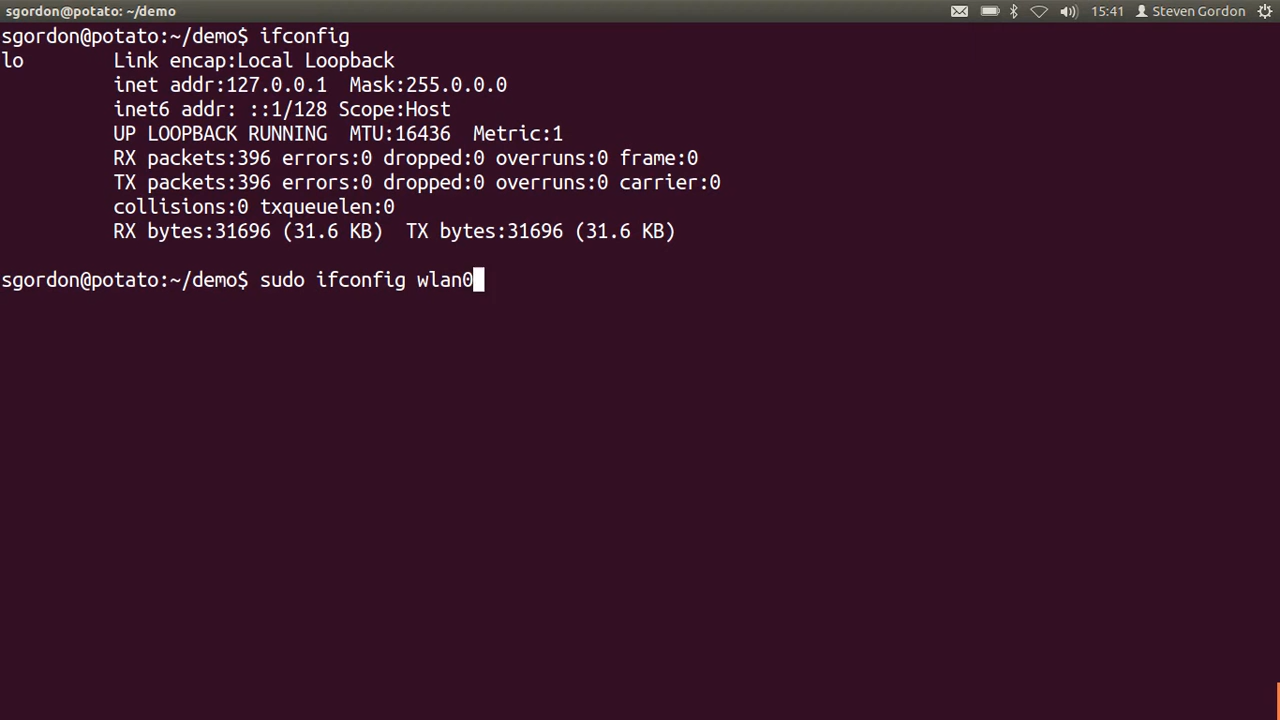 sgordon@potato: ~/demo 15:41 Steven Gordon
sgordon@potato:~/demo$ ifconfig
lo        Link encap:Local Loopback
          inet addr:127.0.0.1  Mask:255.0.0.0
          inet6 addr: ::1/128 Scope:Host
          UP LOOPBACK RUNNING  MTU:16436  Metric:1
          RX packets:396 errors:0 dropped:0 overruns:0 frame:0
          TX packets:396 errors:0 dropped:0 overruns:0 carrier:0
          collisions:0 txqueuelen:0
          RX bytes:31696 (31.6 KB)  TX bytes:31696 (31.6 KB)
sgordon@potato:~/demo$ sudo ifconfig wlan0